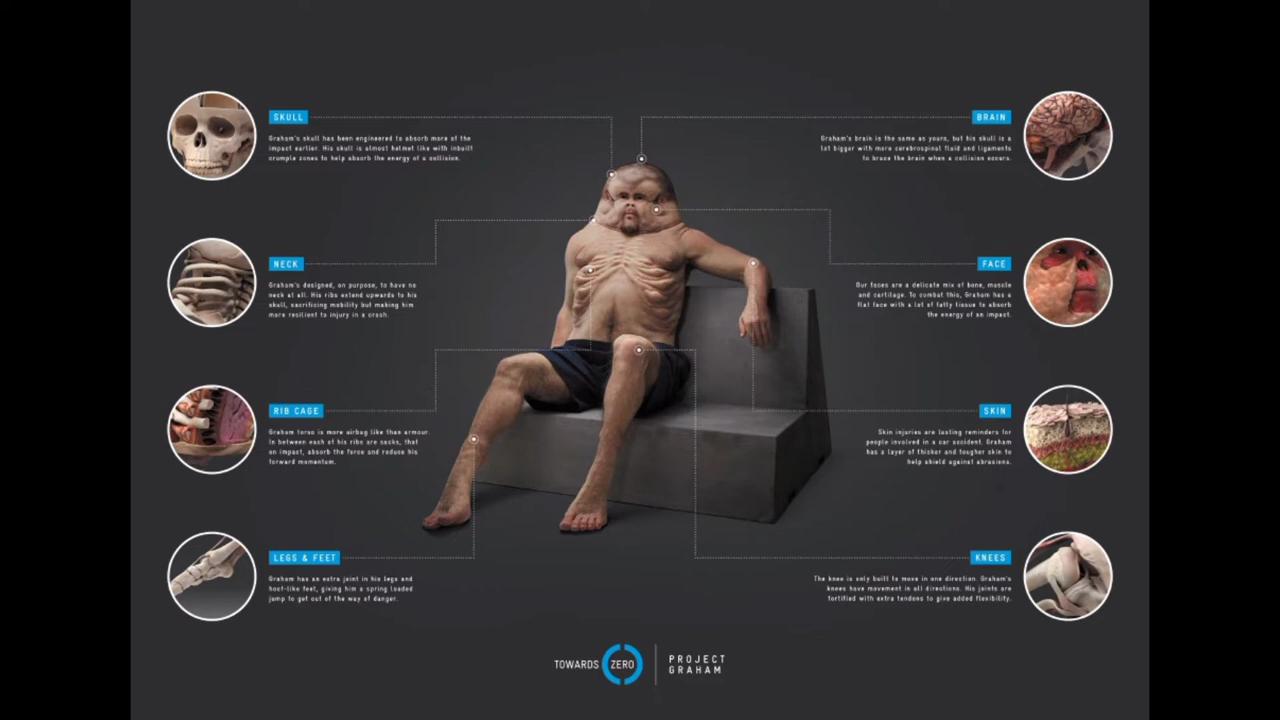 SKULL
Graham's skull has been engineered to absorb more of the
impact earlier. His skull is almost helmet like with inbuilt
crumple zones to help absorb the energy of a collision.
NECK
Graham's designed, on purpose, to have no
neck at all. His ribs extend upwards to his
skull, sacrificing mobility but making him
more resilient to injury in a crash.
RIB CAGE
Graham torso is more airbag like than armour.
In between each of his ribs are sacks, that
on impact, absorb the force and reduce his
forward momentum.
LEGS & FEET
Graham has an extra joint in his legs and
hoof-like feet, giving him a spring loaded
jump to get out of the way of danger.
BRAIN
Graham's brain is the same as yours, but his skull is a
lot bigger with more cerebrospinal fluid and ligaments
to brace the brain when a collision occurs.
FACE
Our faces are a delicate mix of bone, muscle
and cartilage. To combat this, Graham has a
flat face with a lot of fatty tissue to absorb
the energy of an impact.
SKIN
Skin injuries are lasting reminders for
people involved in a car accident. Graham
has a layer of thicker and tougher skin to
help shield against abrasions.
KNEES
The knee is only built to move in one direction. Graham's
knees have movement in all directions. His joints are
fortified with extra tendons to give added flexibility.
TOWARDS ZERO
PROJECT
GRAHAM